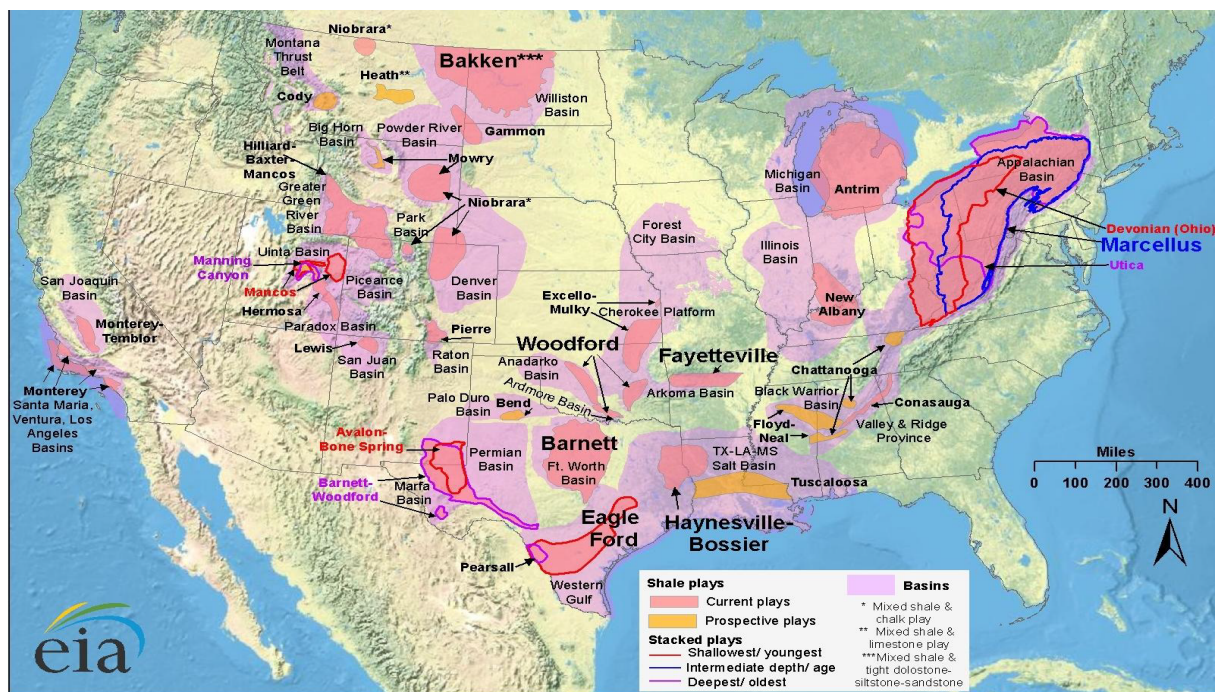 Niobrara*
Montana
Thrust
Belt
Bakken***
Heath**
Cody
Williston
Basin
Big Horn
Basin
Powder River
Basin
Gammon
Hilliard-
Baxter-
Mancos
Mowry
Greater
Green
River
Basin
Niobrara*
Park
Basin
Michigan
Basin
Antrim
Appalachian
Basin
Forest
City Basin
Illinois
Basin
Devonian (Ohio)
Marcellus
Utica
Uinta Basin
Manning
Canyon
Mancos
Piceance
Basin
Denver
Basin
San Joaquin
Basin
Hermosa
Paradox Basin
Excello-
Mulky
Cherokee Platform
New
Albany
Monterey-
Temblor
Lewis
San Juan
Basin
Pierre
Raton
Basin
Woodford
Anadarko
Basin
Fayetteville
Arkoma Basin
Chattanooga
Black Warrior
Basin
Monterey
Santa Maria,
Ventura, Los
Angeles
Basins
Palo Duro
Basin
Bend
Ardmore Basin
Conasauga
Floyd-
Neal
Valley & Ridge
Province
Avalon-
Bone Spring
Permian
Basin
Barnett
Ft. Worth
Basin
TX-LA-MS
Salt Basin
Tuscaloosa
Barnett-
Woodford
Marfa
Basin
Eagle
Ford
Haynesville-
Bossier
Pearsall
Western
Gulf
Miles
0 100 200 300 400
N
Shale plays
Current plays
Prospective plays
Stacked plays
Shallowest/ youngest
Intermediate depth/ age
Deepest/ oldest
Basins
* Mixed shale &
chalk play
** Mixed shale &
limestone play
***Mixed shale &
tight dolostone-
siltstone-sandstone
eia